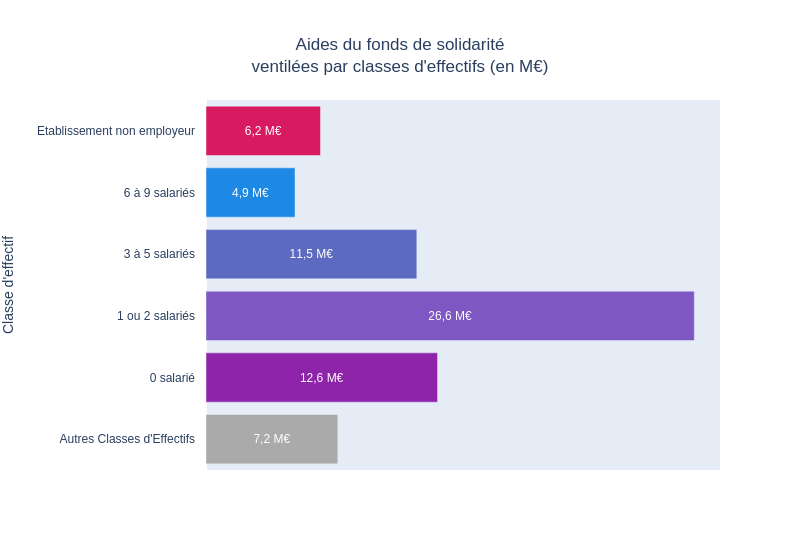 Aides du fonds de solidarité
ventilées par classes d'effectifs (en M€)
Classe d'effectif
Etablissement non employeur
6,2 M€
6 à 9 salariés
4,9 M€
3 à 5 salariés
11,5 M€
1 ou 2 salariés
26,6 M€
0 salarié
12,6 M€
Autres Classes d'Effectifs
7,2 M€